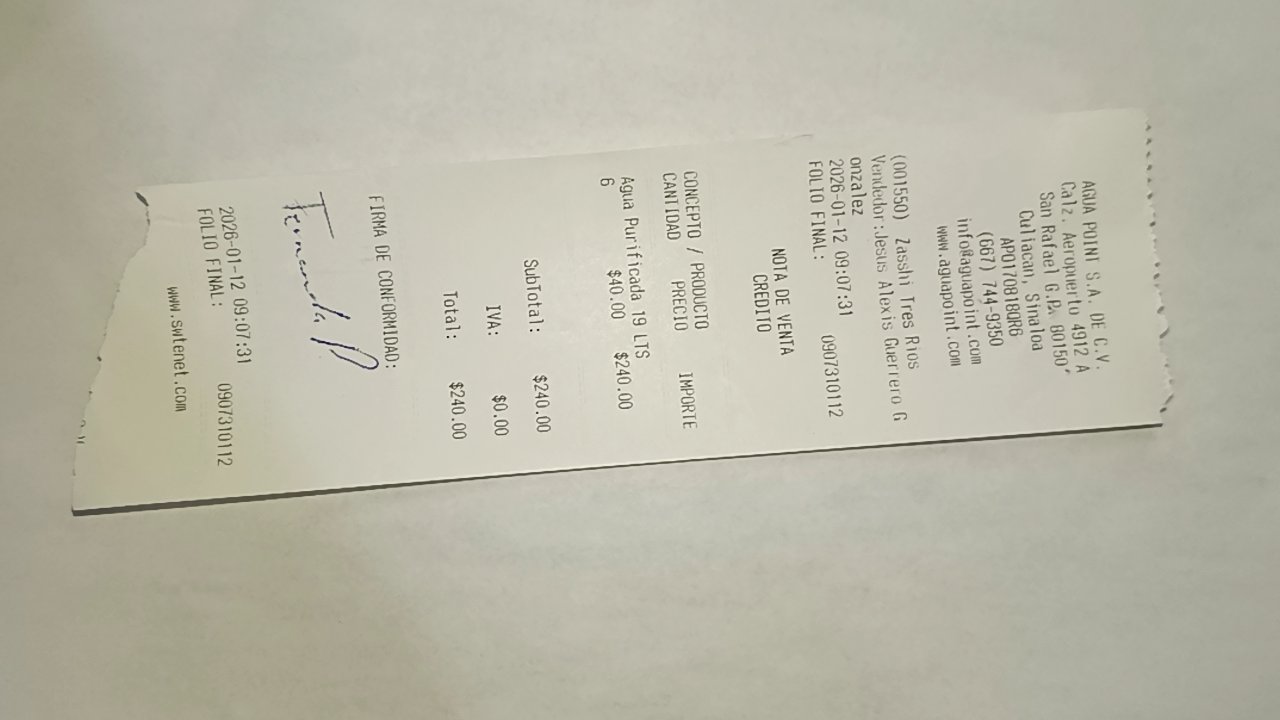 AGUA POINT S.A. DE C.V.
Calz. Aeropuerto 4912 A
San Rafael G.P. 80150
Culiacan, Sinaloa
APO170818QR6
(667) 744-9350
info@aguapoint.com
www.aguapoint.com
(001550) Zasshi Tres Rios
Vendedor:Jesus Alexis Guerrero G
onzalez
2026-01-12 09:07:31
FOLIO FINAL: 0907310112
NOTA DE VENTA
CREDITO
CONCEPTO / PRODUCTO
CANTIDAD PRECIO IMPORTE
Agua Purificada 19 LTS
6 $40.00 $240.00
SubTotal: $240.00
IVA: $0.00
Total: $240.00
FIRMA DE CONFORMIDAD:
Fernanda P
2026-01-12 09:07:31
FOLIO FINAL: 0907310112
www.swtenet.com